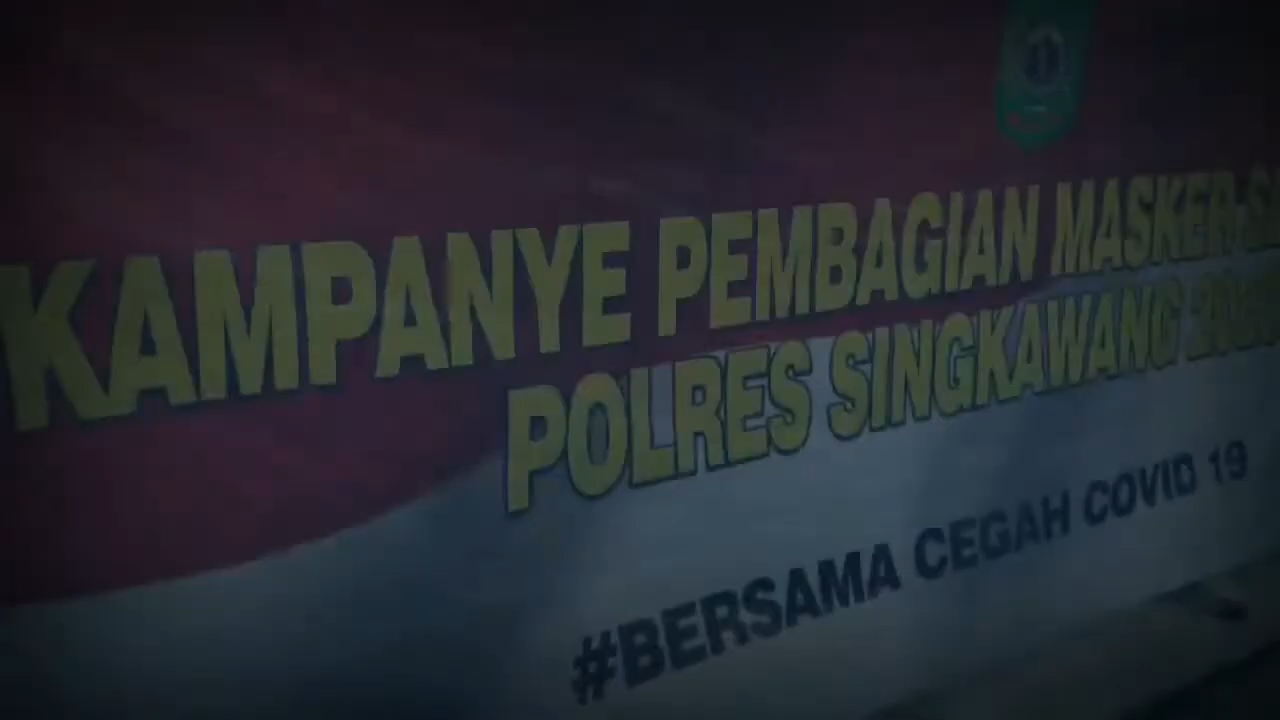 KAMPANYE PEMBAGIAN MASKER
POLRES SINGKAWANG
#BERSAMA CEGAH COVID 19